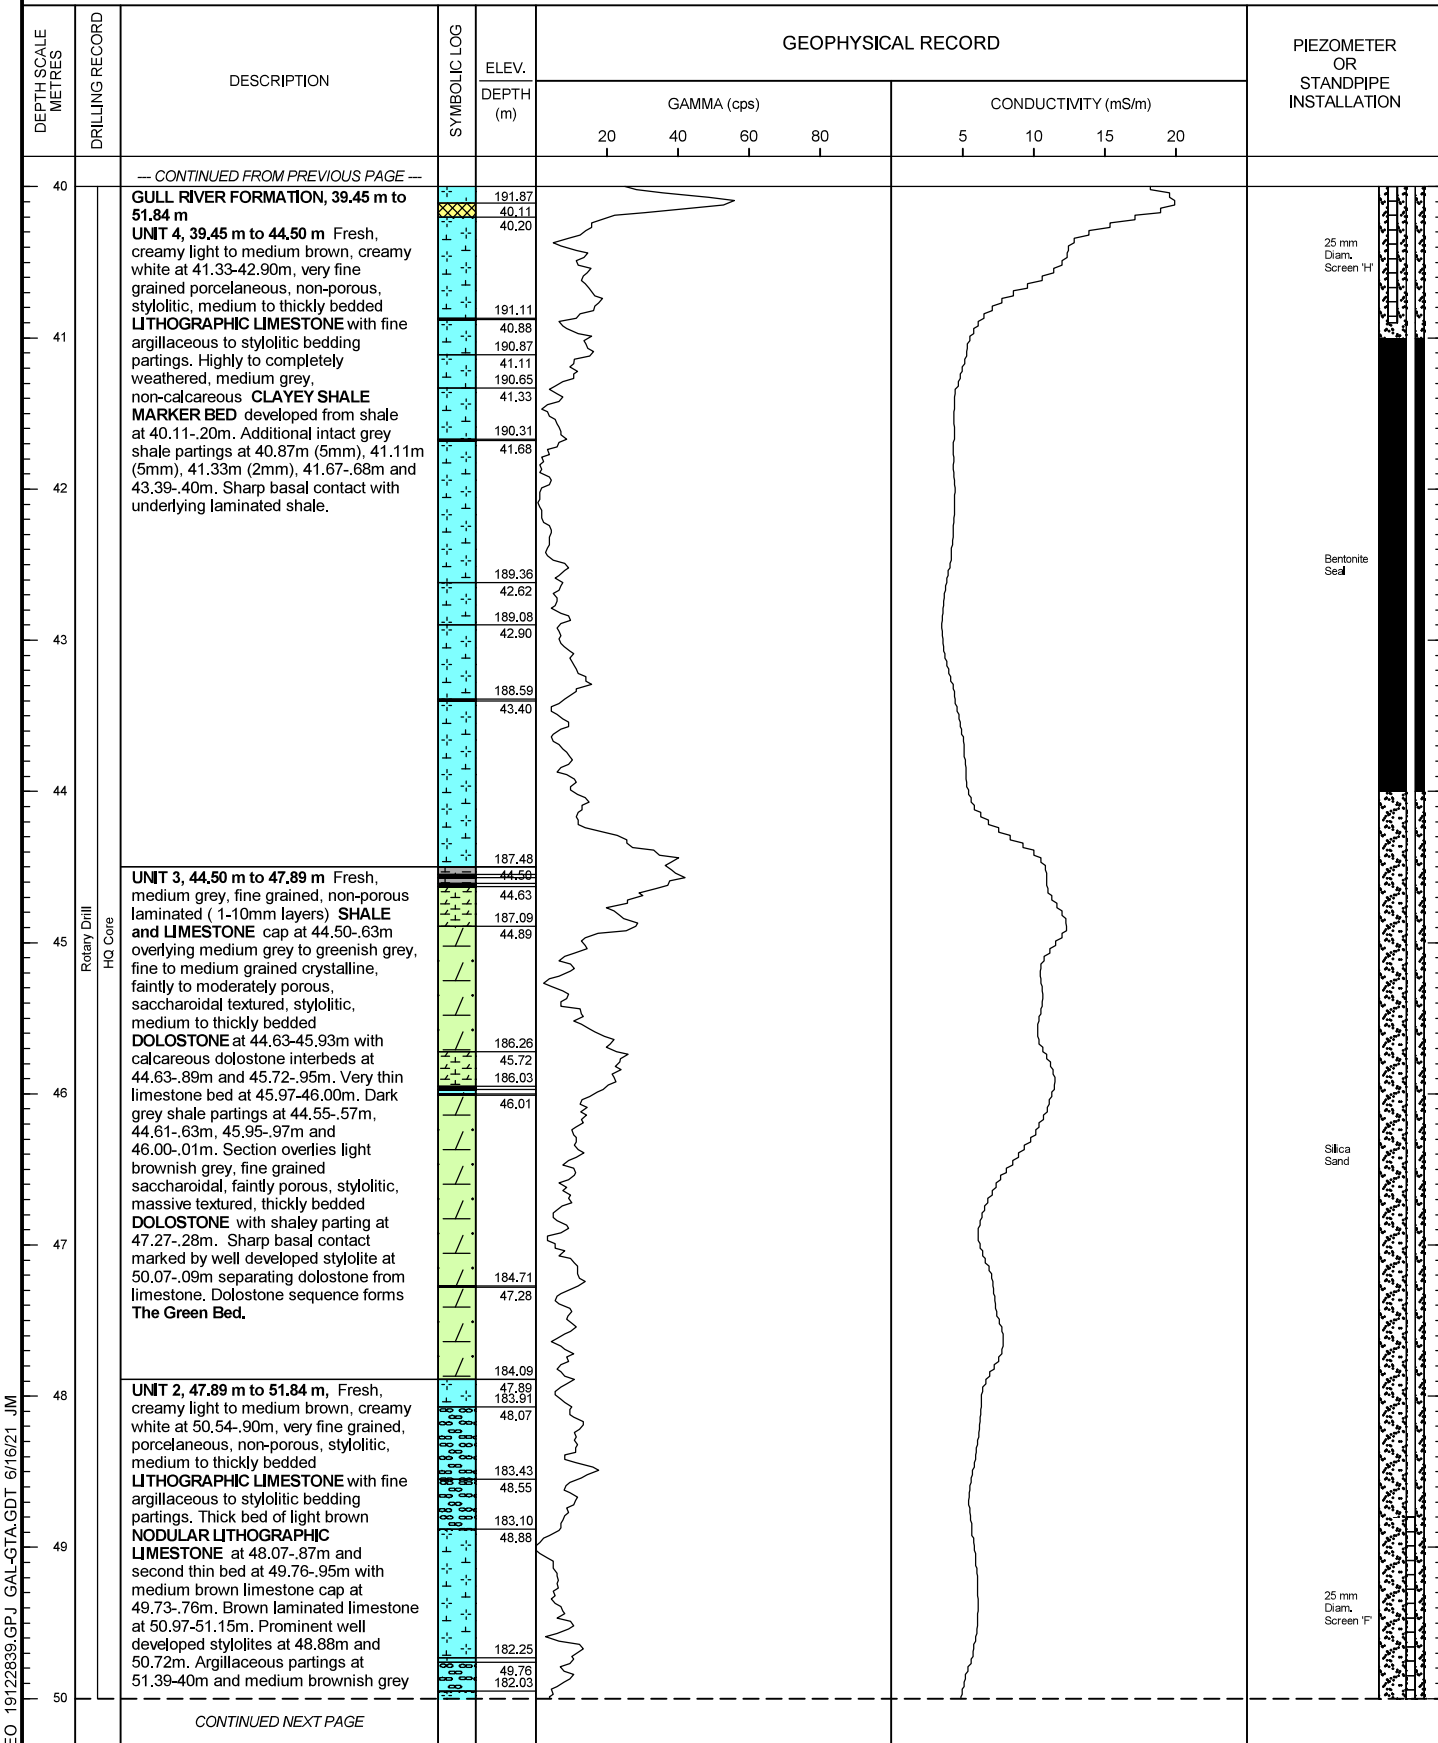 DEPTH SCALE
METRES
DRILLING RECORD
DESCRIPTION
SYMBOLIC LOG
ELEV.
DEPTH
(m)
GEOPHYSICAL RECORD
GAMMA (cps)
20 40 60 80
CONDUCTIVITY (mS/m)
5 10 15 20
PIEZOMETER
OR
STANDPIPE
INSTALLATION
--- CONTINUED FROM PREVIOUS PAGE ---
GULL RIVER FORMATION, 39.45 m to
51.84 m
UNIT 4, 39.45 m to 44.50 m Fresh,
creamy light to medium brown, creamy
white at 41.33-42.90m, very fine
grained porcelaneous, non-porous,
stylolitic, medium to thickly bedded
LITHOGRAPHIC LIMESTONE with fine
argillaceous to stylolitic bedding
partings. Highly to completely
weathered, medium grey,
non-calcareous CLAYEY SHALE
MARKER BED developed from shale
at 40.11-.20m. Additional intact grey
shale partings at 40.87m (5mm), 41.11m
(5mm), 41.33m (2mm), 41.67-.68m and
43.39-.40m. Sharp basal contact with
underlying laminated shale.
UNIT 3, 44.50 m to 47.89 m Fresh,
medium grey, fine grained, non-porous
laminated ( 1-10mm layers) SHALE
and LIMESTONE cap at 44.50-.63m
overlying medium grey to greenish grey,
fine to medium grained crystalline,
faintly to moderately porous,
saccharoidal textured, stylolitic,
medium to thickly bedded
DOLOSTONE at 44.63-45.93m with
calcareous dolostone interbeds at
44.63-.89m and 45.72-.95m. Very thin
limestone bed at 45.97-46.00m. Dark
grey shale partings at 44.55-.57m,
44.61-.63m, 45.95-.97m and
46.00-.01m. Section overlies light
brownish grey, fine grained
saccharoidal, faintly porous, stylolitic,
massive textured, thickly bedded
DOLOSTONE with shaley parting at
47.27-.28m. Sharp basal contact
marked by well developed stylolite at
50.07-.09m separating dolostone from
limestone. Dolostone sequence forms
The Green Bed.
UNIT 2, 47.89 m to 51.84 m, Fresh,
creamy light to medium brown, creamy
white at 50.54-.90m, very fine grained,
porcelaneous, non-porous, stylolitic,
medium to thickly bedded
LITHOGRAPHIC LIMESTONE with fine
argillaceous to stylolitic bedding
partings. Thick bed of light brown
NODULAR LITHOGRAPHIC
LIMESTONE at 48.07-.87m and
second thin bed at 49.76-.95m with
medium brown limestone cap at
49.73-.76m. Brown laminated limestone
at 50.97-51.15m. Prominent well
developed stylolites at 48.88m and
50.72m. Argillaceous partings at
51.39-40m and medium brownish grey
CONTINUED NEXT PAGE
40
41
42
43
44
45
46
47
48
49
50
Rotary Drill
HQ Core
191.87
40.11
40.20
191.11
40.88
190.87
41.11
190.65
41.33
190.31
41.68
189.36
42.62
189.08
42.90
188.59
43.40
187.48
44.50
44.63
187.09
44.89
186.26
45.72
186.03
46.01
184.71
47.28
184.09
47.89
183.91
48.07
183.43
48.55
183.10
48.88
182.25
49.76
182.03
25 mm
Diam.
Screen 'H'
Bentonite
Seal
Silica
Sand
25 mm
Diam.
Screen 'F'
EO 19122839.GPJ GAL-GTA.GDT 6/16/21 JM